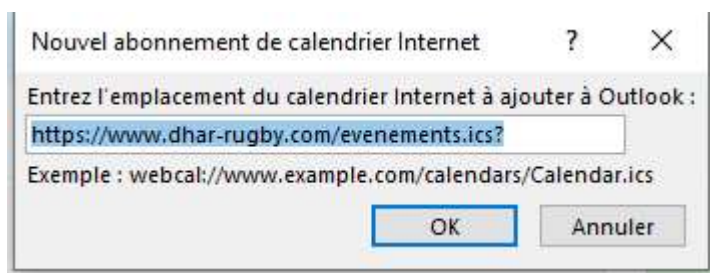 Nouvel abonnement de calendrier Internet ? ×
Entrez l'emplacement du calendrier Internet à ajouter à Outlook :
https://www.dhar-rugby.com/evenements.ics?
Exemple : webcal://www.example.com/calendars/Calendar.ics
OK Annuler